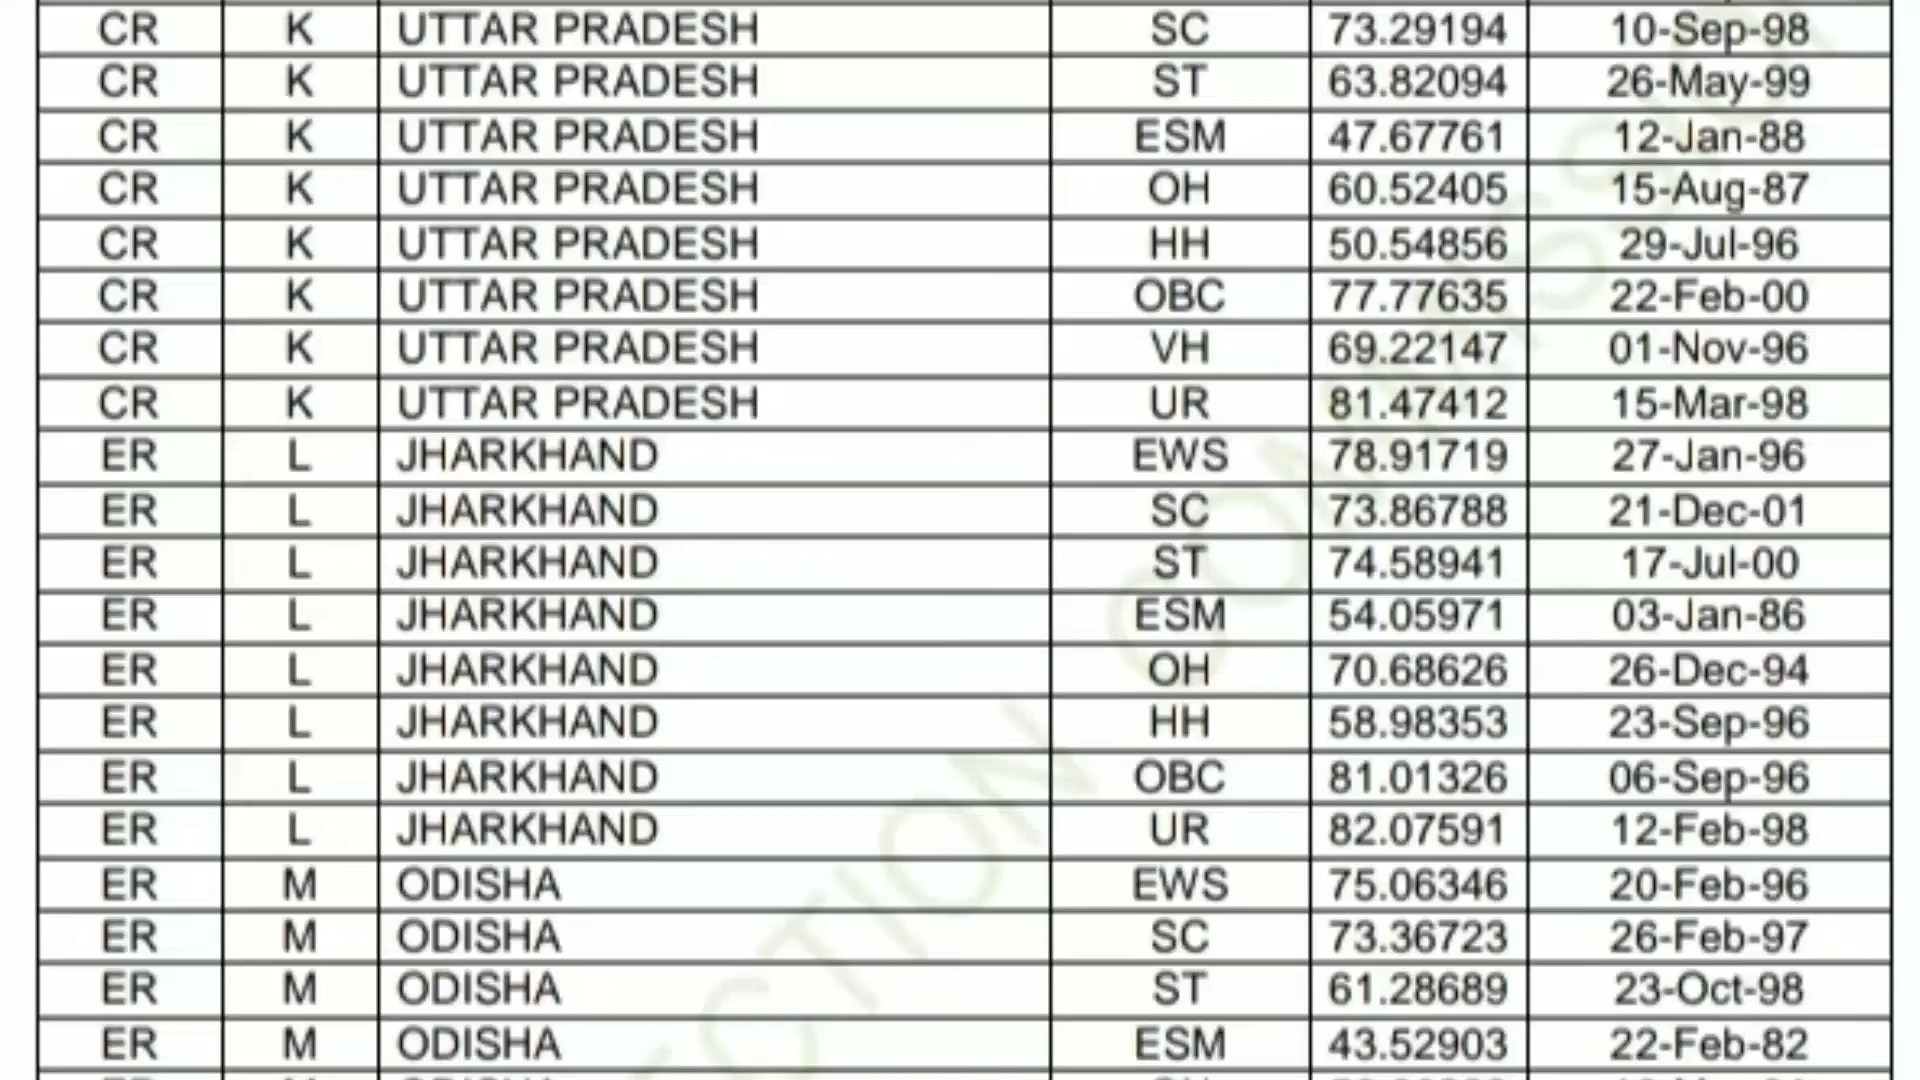 CR K UTTAR PRADESH SC 73.29194 10-Sep-98
CR K UTTAR PRADESH ST 63.82094 26-May-99
CR K UTTAR PRADESH ESM 47.67761 12-Jan-88
CR K UTTAR PRADESH OH 60.52405 15-Aug-87
CR K UTTAR PRADESH HH 50.54856 29-Jul-96
CR K UTTAR PRADESH OBC 77.77635 22-Feb-00
CR K UTTAR PRADESH VH 69.22147 01-Nov-96
CR K UTTAR PRADESH UR 81.47412 15-Mar-98
ER L JHARKHAND EWS 78.91719 27-Jan-96
ER L JHARKHAND SC 73.86788 21-Dec-01
ER L JHARKHAND ST 74.58941 17-Jul-00
ER L JHARKHAND ESM 54.05971 03-Jan-86
ER L JHARKHAND OH 70.68626 26-Dec-94
ER L JHARKHAND HH 58.98353 23-Sep-96
ER L JHARKHAND OBC 81.01326 06-Sep-96
ER L JHARKHAND UR 82.07591 12-Feb-98
ER M ODISHA EWS 75.06346 20-Feb-96
ER M ODISHA SC 73.36723 26-Feb-97
ER M ODISHA ST 61.28689 23-Oct-98
ER M ODISHA ESM 43.52903 22-Feb-82